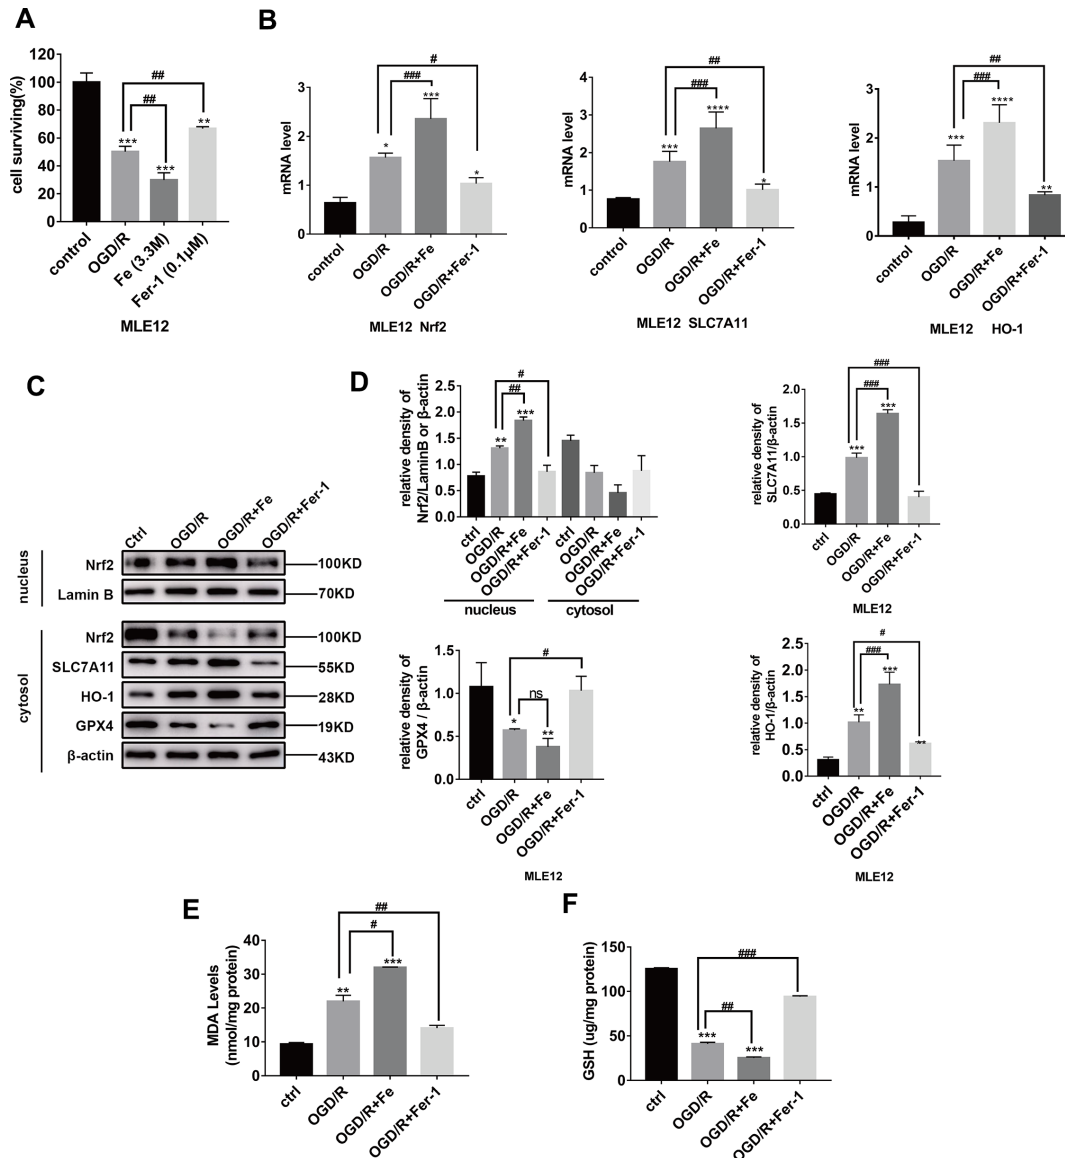 A
cell surviving(%)
120
100
80
60
40
20
0
***
***
**
##
##
control
OGD/R
Fe (3.3M)
Fer-1 (0.1μM)
MLE12
B
mRNA level
3
2
1
0
*
***
*
###
#
control
OGD/R
OGD/R+Fe
OGD/R+Fer-1
MLE12 Nrf2
mRNA level
4
3
2
1
0
***
****
*
###
##
control
OGD/R
OGD/R+Fe
OGD/R+Fer-1
MLE12 SLC7A11
mRNA level
3
2
1
0
***
****
**
###
##
control
OGD/R
OGD/R+Fe
OGD/R+Fer-1
MLE12 HO-1
C
Ctrl
OGD/R
OGD/R+Fe
OGD/R+Fer-1
nucleus
Nrf2
100KD
Lamin B
70KD
cytosol
Nrf2
100KD
SLC7A11
55KD
HO-1
28KD
GPX4
19KD
β-actin
43KD
D
relative density of
Nrf2/LaminB or β-actin
2.5
2.0
1.5
1.0
0.5
0.0
**
***
##
#
ctrl
OGD/R
OGD/R+Fe
OGD/R+Fer-1
ctrl
OGD/R
OGD/R+Fe
OGD/R+Fer-1
nucleus
cytosol
relative density of
SLC7A11/β-actin
2.0
1.5
1.0
0.5
0.0
***
***
###
###
ctrl
OGD/R
OGD/R+Fe
OGD/R+Fer-1
MLE12
relative density of
GPX4 / β-actin
1.5
1.0
0.5
0.0
*
**
ns
#
ctrl
OGD/R
OGD/R+Fe
OGD/R+Fer-1
MLE12
relative density of
HO-1/β-actin
2.5
2.0
1.5
1.0
0.5
0.0
**
***
**
###
#
ctrl
OGD/R
OGD/R+Fe
OGD/R+Fer-1
MLE12
E
MDA Levels
(nmol/mg protein)
40
30
20
10
0
**
***
#
##
ctrl
OGD/R
OGD/R+Fe
OGD/R+Fer-1
F
GSH (ug/mg protein)
150
100
50
0
***
***
##
###
ctrl
OGD/R
OGD/R+Fe
OGD/R+Fer-1